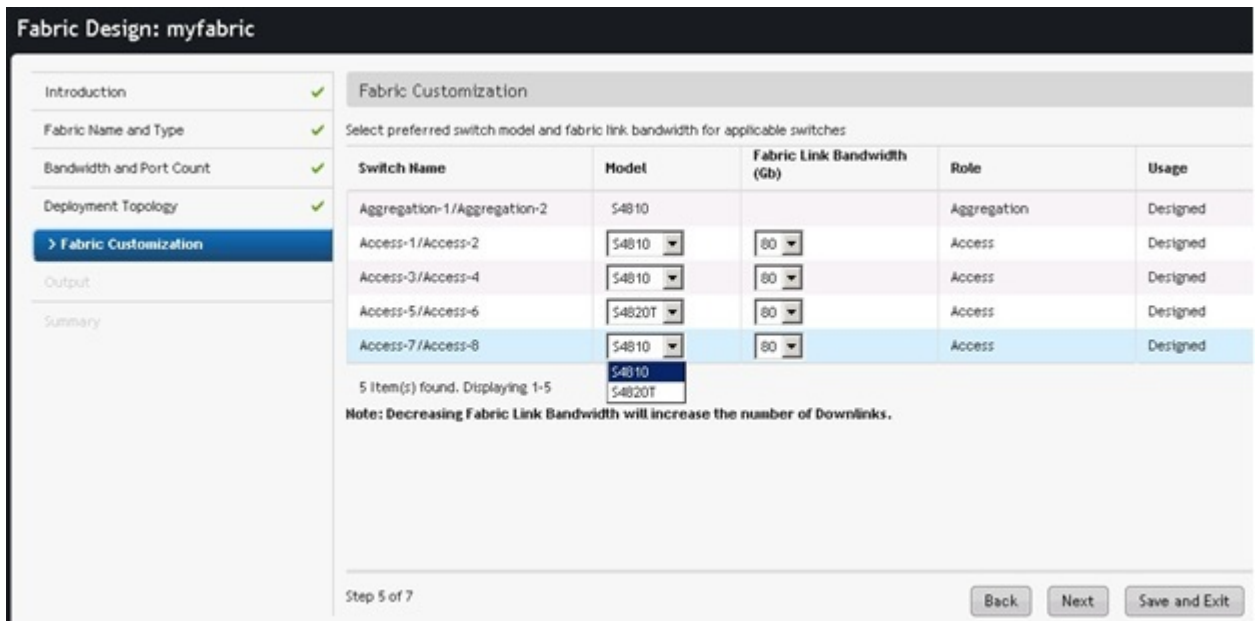 Fabric Design: myfabric
Introduction
Fabric Name and Type
Bandwidth and Port Count
Deployment Topology
> Fabric Customization
Output
Summary
Fabric Customization
Select preferred switch model and fabric link bandwidth for applicable switches
Switch Name Model Fabric Link Bandwidth (Gb) Role Usage
Aggregation-1/Aggregation-2 S4810 Aggregation Designed
Access-1/Access-2 S4810 80 Access Designed
Access-3/Access-4 S4810 80 Access Designed
Access-5/Access-6 S4820T 80 Access Designed
Access-7/Access-8 S4810 80 Access Designed
S4810
S4820T
5 Item(s) found. Displaying 1-5
Note: Decreasing Fabric Link Bandwidth will increase the number of Downlinks.
Step 5 of 7
Back Next Save and Exit